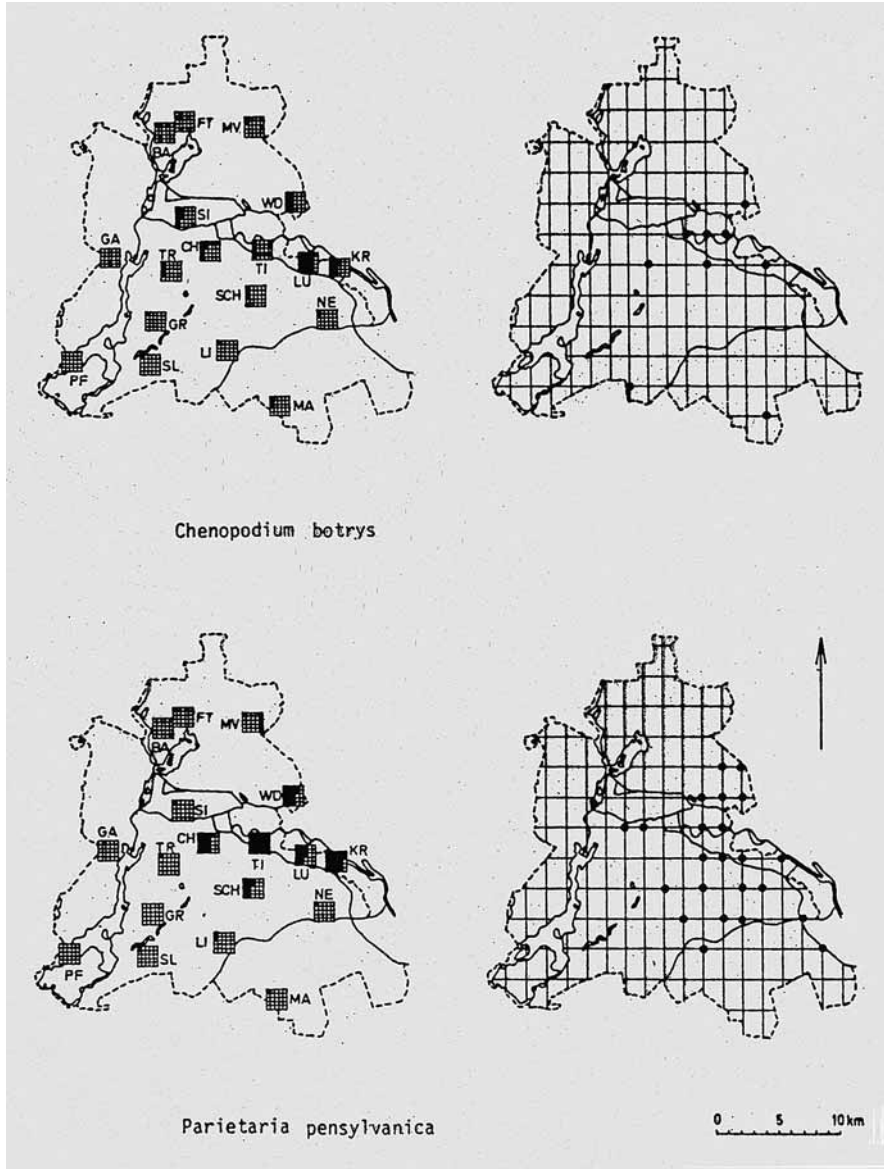 FT
MV
BA
WD
SI
GA
CH
TR
TI
LU
KR
SCH
NE
GR
LI
SL
PF
MA
Chenopodium botrys
FT
MV
BA
WD
SI
GA
CH
TR
TI
LU
KR
SCH
NE
GR
LI
SL
PF
MA
Parietaria pensylvanica
0 5 10 km